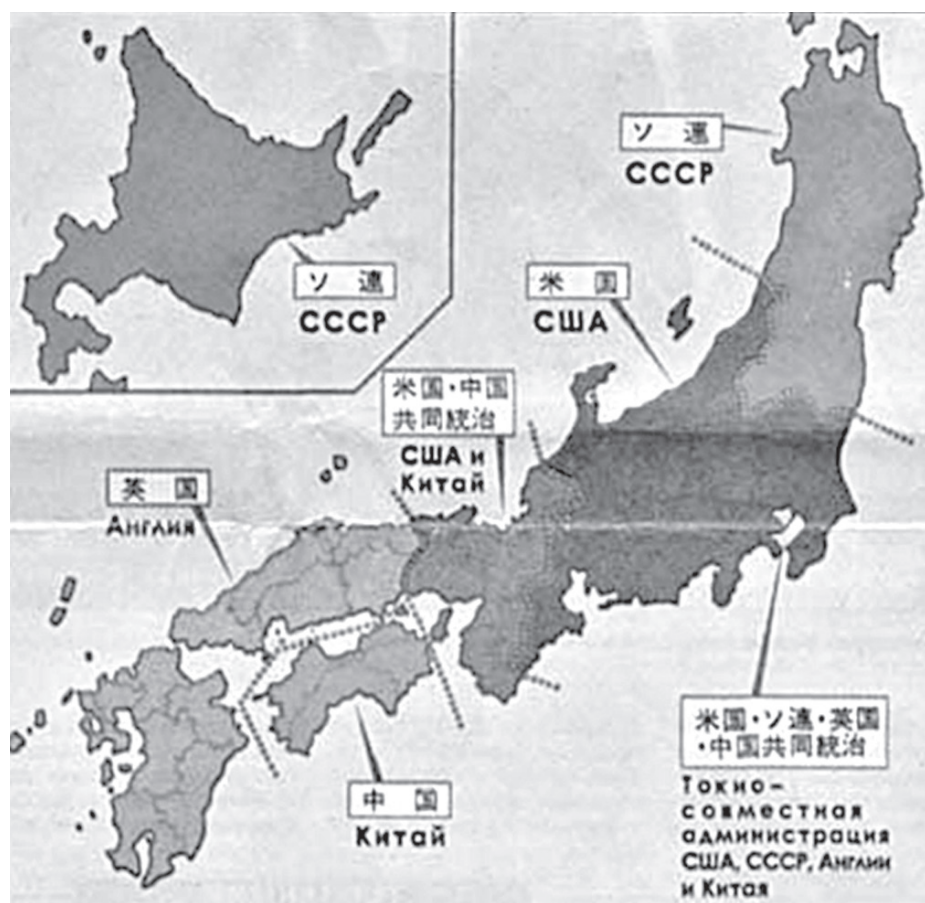 ソ連
СССР
ソ連
СССР
米国
США
米国・中国
共同統治
США и
Китай
英国
Англия
中国
Китай
米国・ソ連・英国
・中国共同統治
Токио–
совместная
администрация
США, СССР, Англии
и Китая